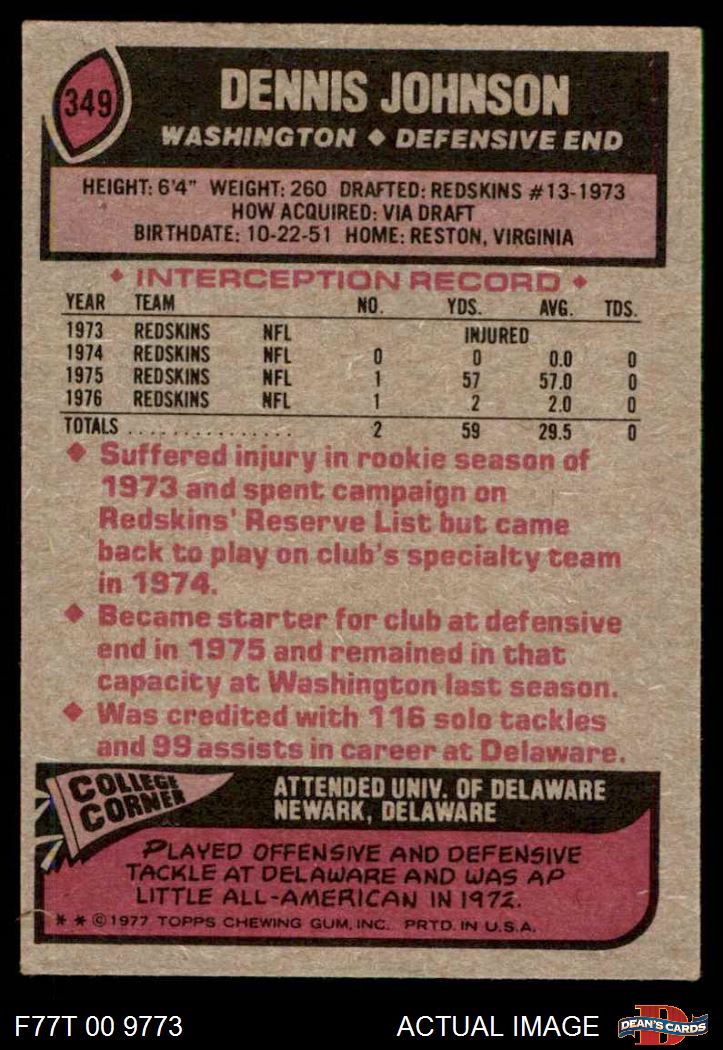 349
DENNIS JOHNSON
WASHINGTON ◆ DEFENSIVE END
HEIGHT: 6'4" WEIGHT: 260 DRAFTED: REDSKINS #13-1973
HOW ACQUIRED: VIA DRAFT
BIRTHDATE: 10-22-51 HOME: RESTON, VIRGINIA
◆ INTERCEPTION RECORD ◆
YEAR TEAM NO. YDS. AVG. TDS.
1973 REDSKINS NFL INJURED
1974 REDSKINS NFL 0 0 0.0 0
1975 REDSKINS NFL 1 57 57.0 0
1976 REDSKINS NFL 1 2 2.0 0
TOTALS ................ 2 59 29.5 0
◆ Suffered injury in rookie season of
1973 and spent campaign on
Redskins' Reserve List but came
back to play on club's specialty team
in 1974.
◆ Became starter for club at defensive
end in 1975 and remained in that
capacity at Washington last season.
◆ Was credited with 116 solo tackles
and 99 assists in career at Delaware.
COLLEGE
CORNER
ATTENDED UNIV. OF DELAWARE
NEWARK, DELAWARE
PLAYED OFFENSIVE AND DEFENSIVE
TACKLE AT DELAWARE AND WAS AP
LITTLE ALL-AMERICAN IN 1972.
* * © 1977 TOPPS CHEWING GUM, INC. PRTD. IN U.S.A.
F77T 00 9773 ACTUAL IMAGE
D
DEAN'S CARDS